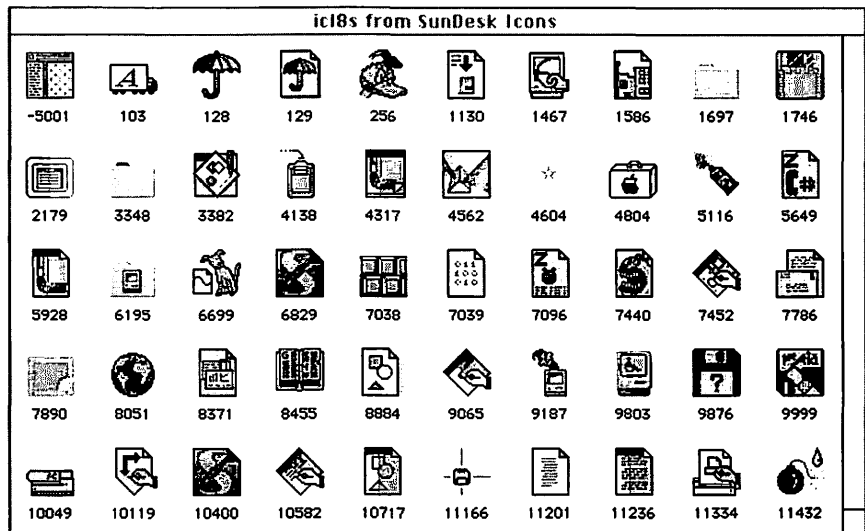 icl8s from SunDesk Icons
-5001 103 128 129 256 1130 1467 1586 1697 1746
2179 3348 3382 4138 4317 4562 4604 4804 5116 5649
5928 6195 6699 6829 7038 7039 7096 7440 7452 7786
7890 8051 8371 8455 8884 9065 9187 9803 9876 9999
10049 10119 10400 10582 10717 11166 11201 11236 11334 11432